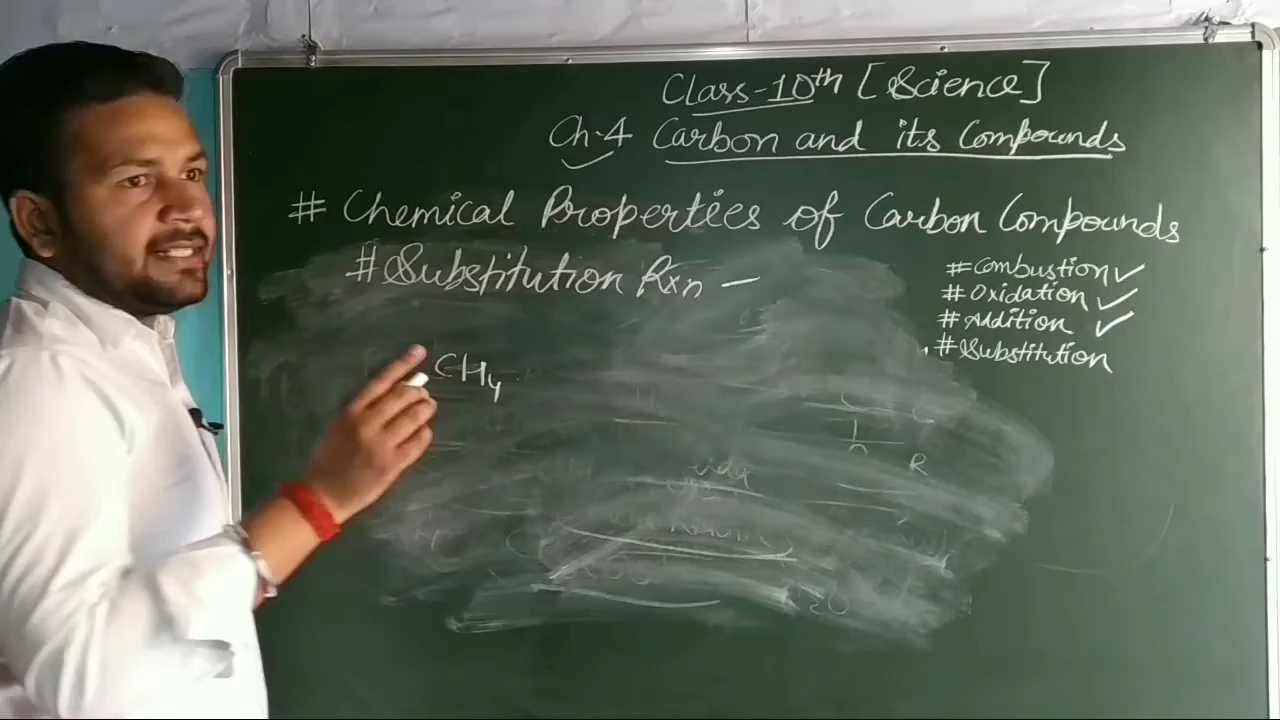 Class-10th [Science]
Ch-4 Carbon and its Compounds
# Chemical Properties of Carbon Compounds
# Substitution Rxn –
# Combustion ✓
# Oxidation ✓
# Addition ✓
# Substitution
CH4